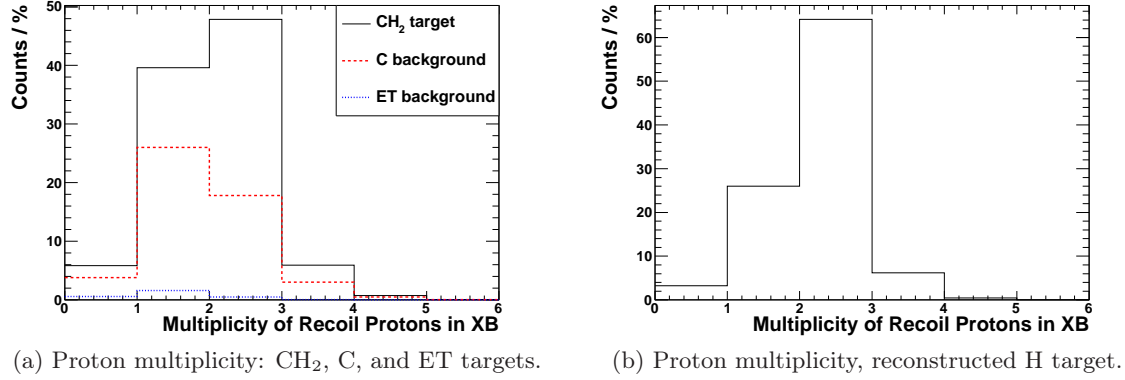 Counts / %
50
40
30
20
10
0
CH₂ target
C background
ET background
0 1 2 3 4 5 6
Multiplicity of Recoil Protons in XB
(a) Proton multiplicity: CH₂, C, and ET targets.
Counts / %
60
50
40
30
20
10
0
0 1 2 3 4 5 6
Multiplicity of Recoil Protons in XB
(b) Proton multiplicity, reconstructed H target.